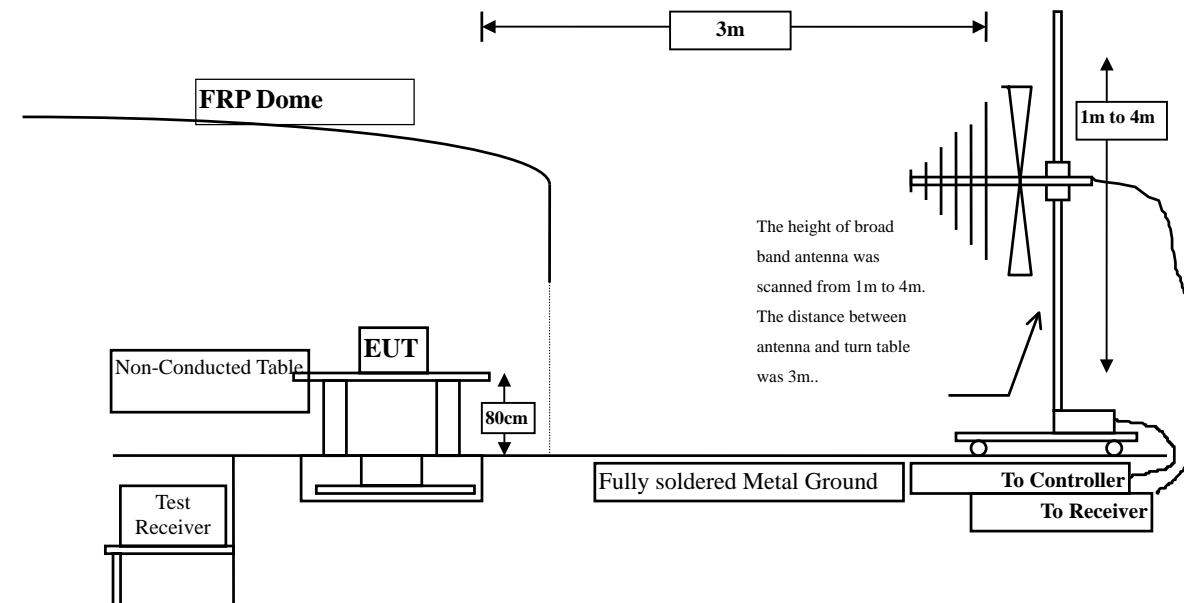 3m
FRP Dome
1m to 4m
The height of broad
band antenna was
scanned from 1m to 4m.
The distance between
antenna and turn table
was 3m..
EUT
Non-Conducted Table
80cm
Fully soldered Metal Ground
To Controller
Test
Receiver
To Receiver